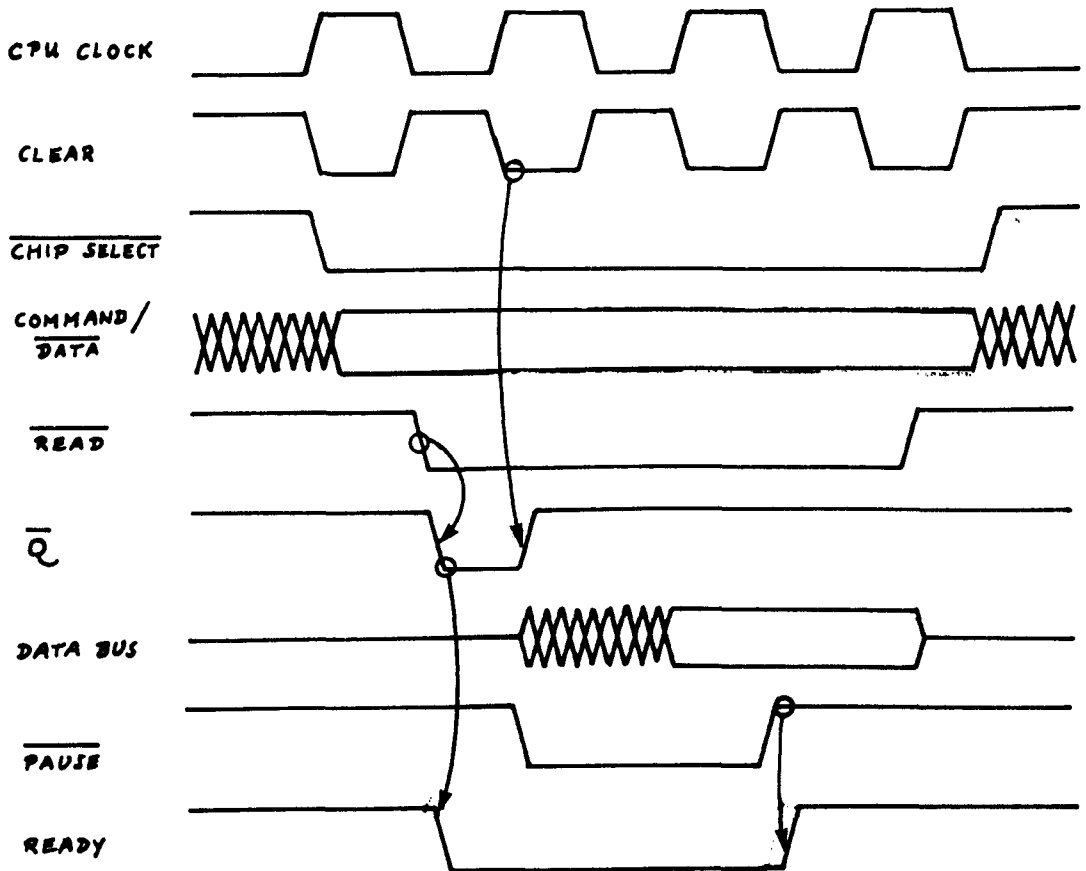 CPU CLOCK
CLEAR
CHIP SELECT
COMMAND/
DATA
READ
Q
DATA BUS
PAUSE
READY